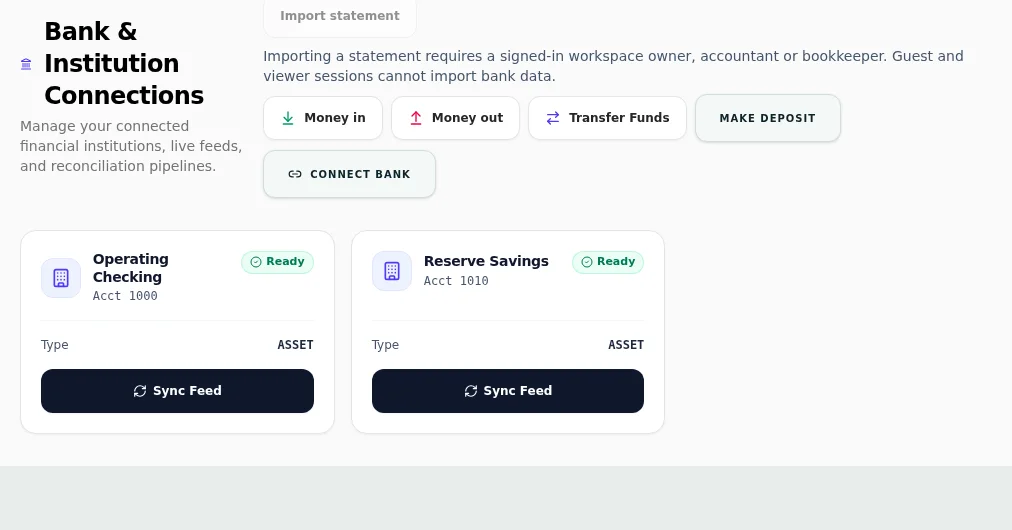 Bank &
Institution
Connections
Manage your connected
financial institutions, live feeds,
and reconciliation pipelines.
Import statement
Importing a statement requires a signed-in workspace owner, accountant or bookkeeper. Guest and
viewer sessions cannot import bank data.
Money in
Money out
Transfer Funds
MAKE DEPOSIT
CONNECT BANK
Operating
Checking
Acct 1000
Ready
Type
ASSET
Sync Feed
Reserve Savings
Acct 1010
Ready
Type
ASSET
Sync Feed